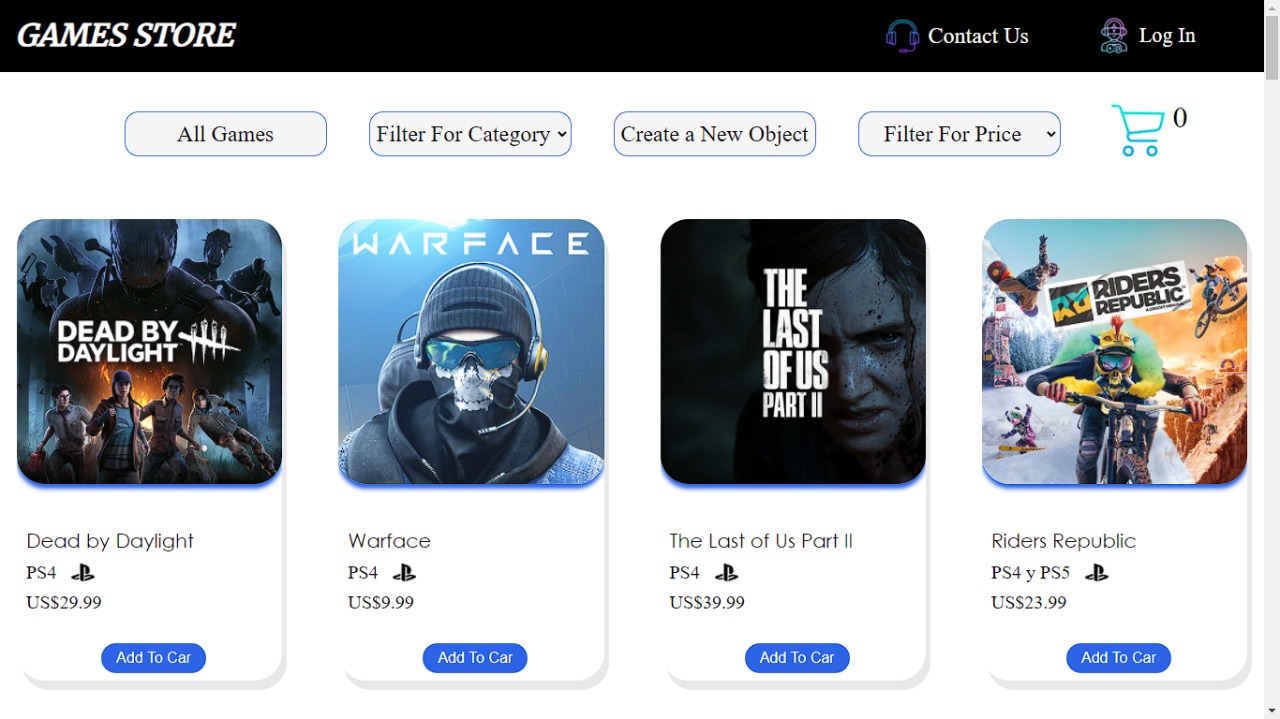 GAMES STORE
Contact Us
Log In
All Games
Filter For Category
Create a New Object
Filter For Price
0
DEAD BY
DAYLIGHT
WARFACE
THE
LAST
OF US
PART II
RIDERS
REPUBLIC
Dead by Daylight
Warface
The Last of Us Part II
Riders Republic
PS4
PS4
PS4
PS4 y PS5
US$29.99
US$9.99
US$39.99
US$23.99
Add To Car
Add To Car
Add To Car
Add To Car